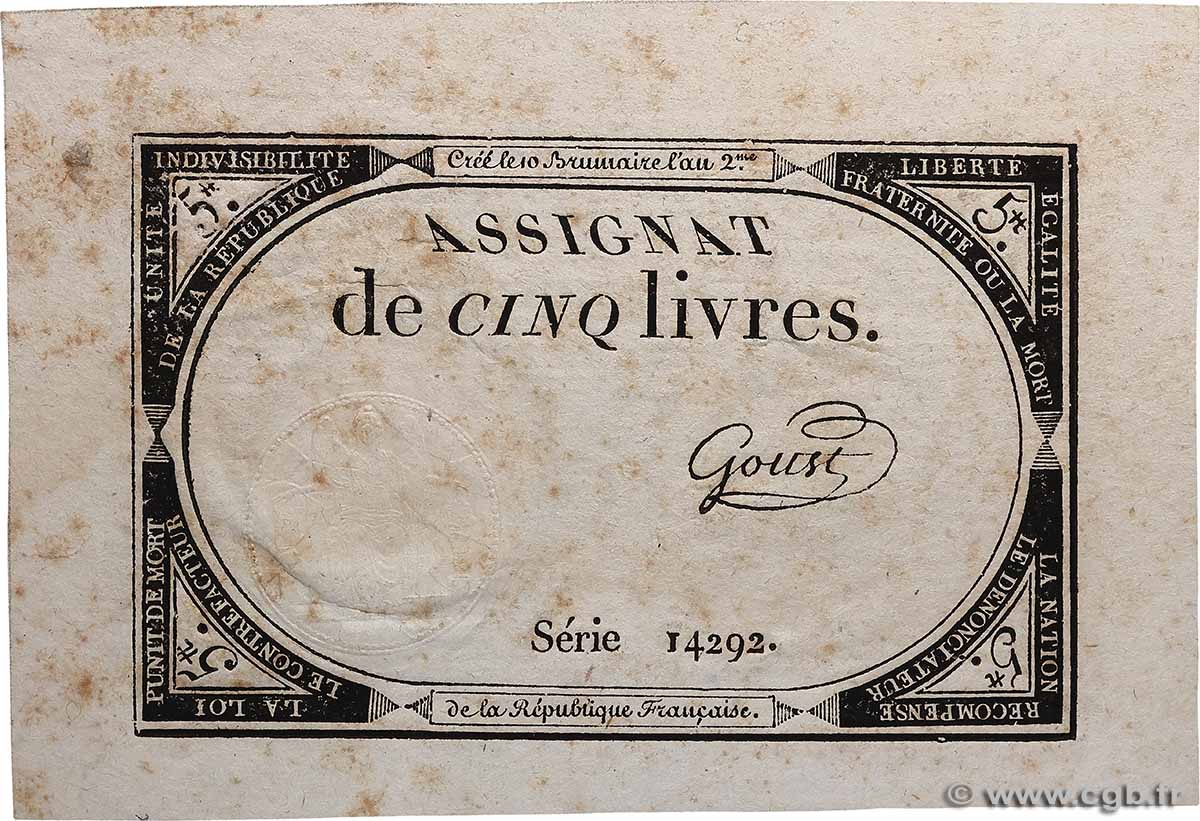 UNITE INDIVISIBILITE
DE LA REPUBLIQUE
5#.
Créé le 10 Brumaire l'an 2me.
LIBERTE EGALITE
FRATERNITE OU LA MORT
5#.
ASSIGNAT
de CINQ livres.
Goust
Série 14292.
LA LOI PUNIT DE MORT
LE CONTREFACTEUR
5#.
de la République Française.
LA NATION RECOMPENSE
LE DENONCIATEUR
5#.
© www.cgb.fr